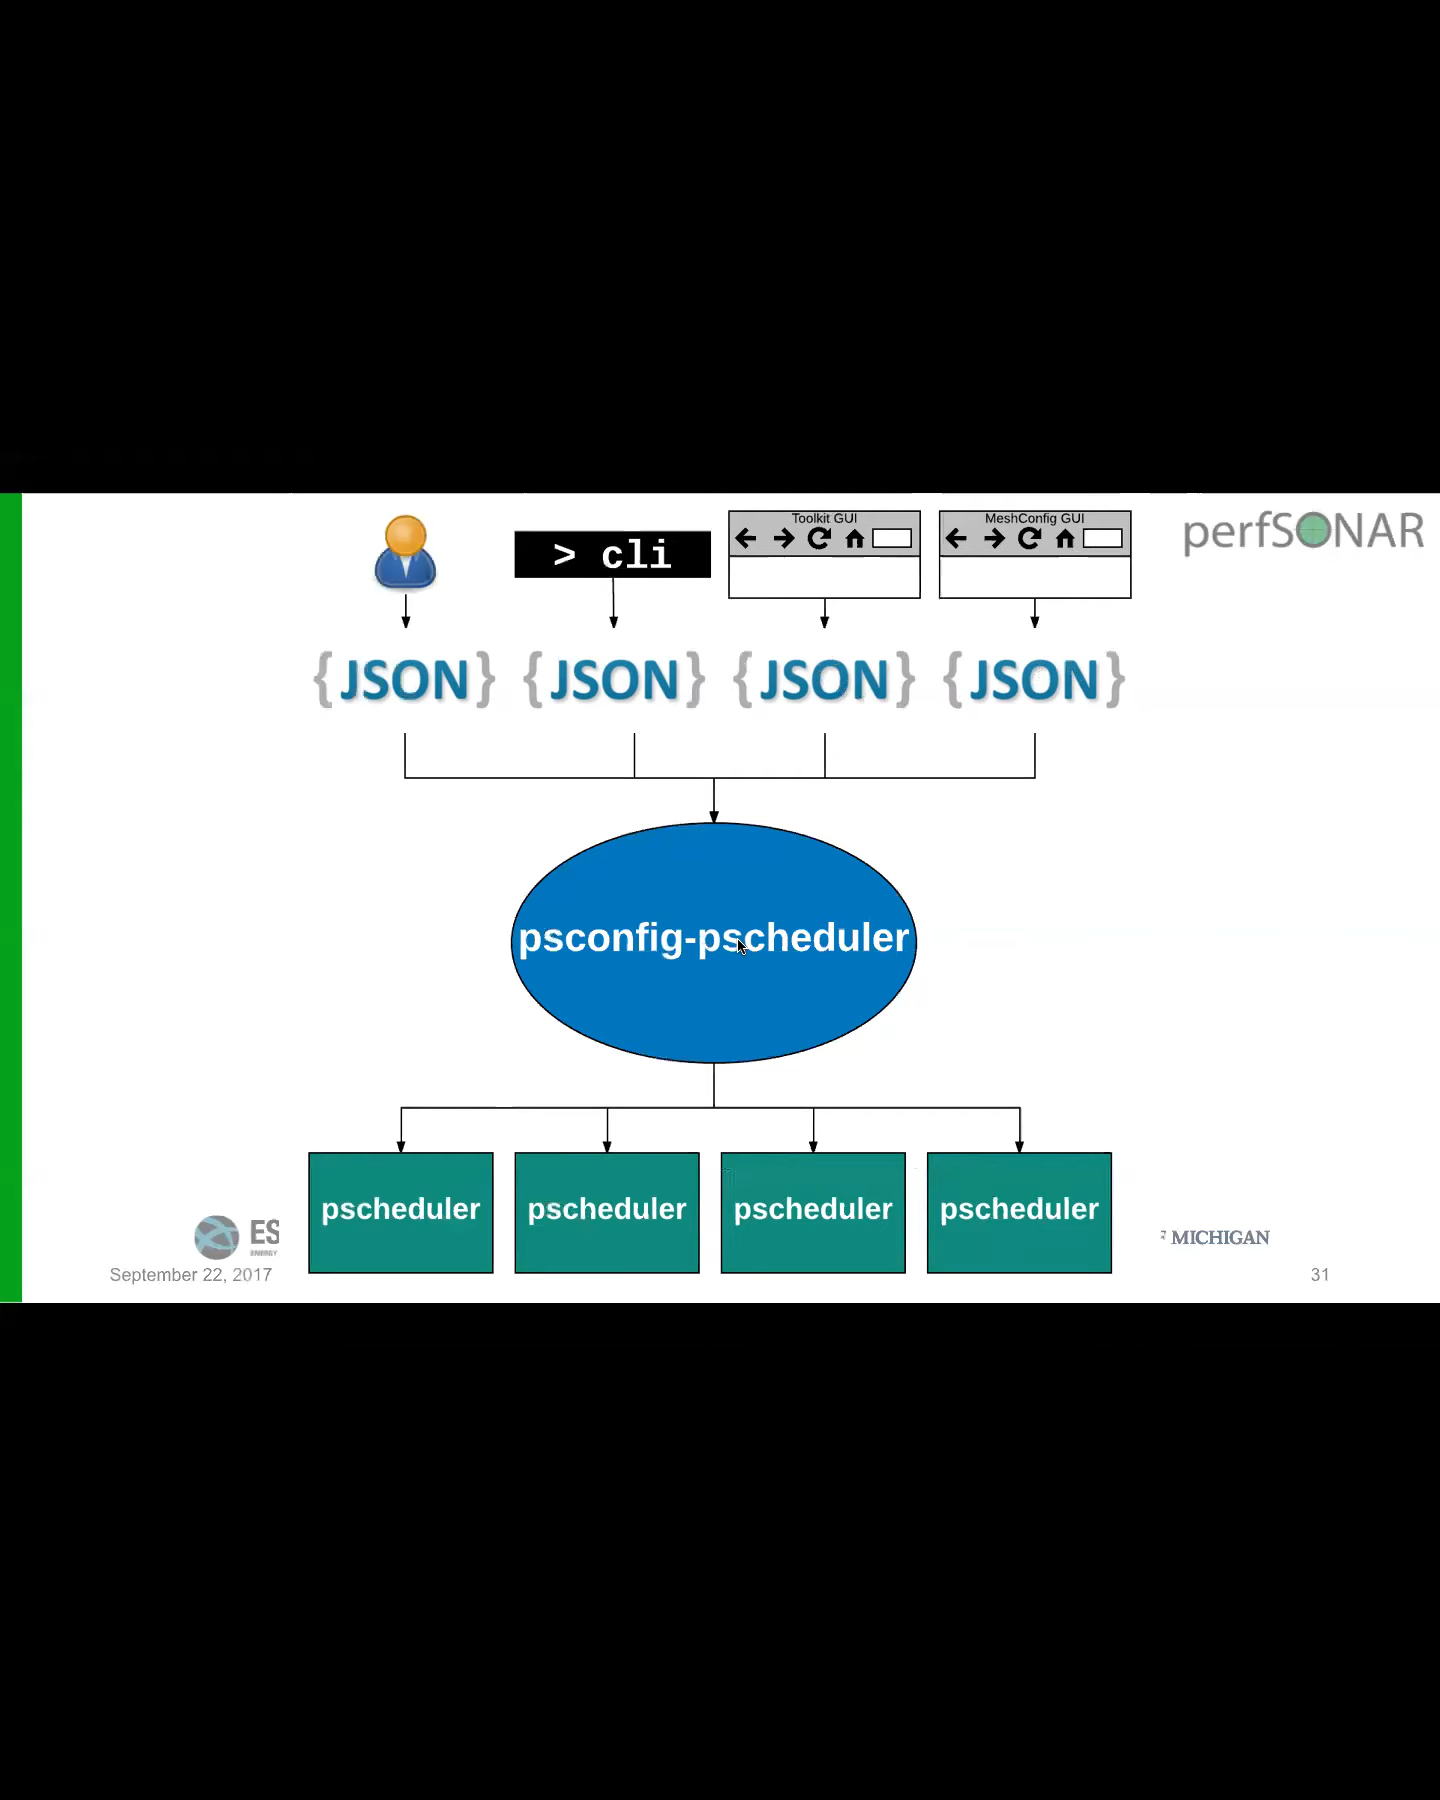 Toolkit GUI
MeshConfig GUI
perfSONAR
> cli
{JSON} {JSON} {JSON} {JSON}
psconfig-pscheduler
pscheduler pscheduler pscheduler pscheduler
ES
ENERGY
MICHIGAN
September 22, 2017
31